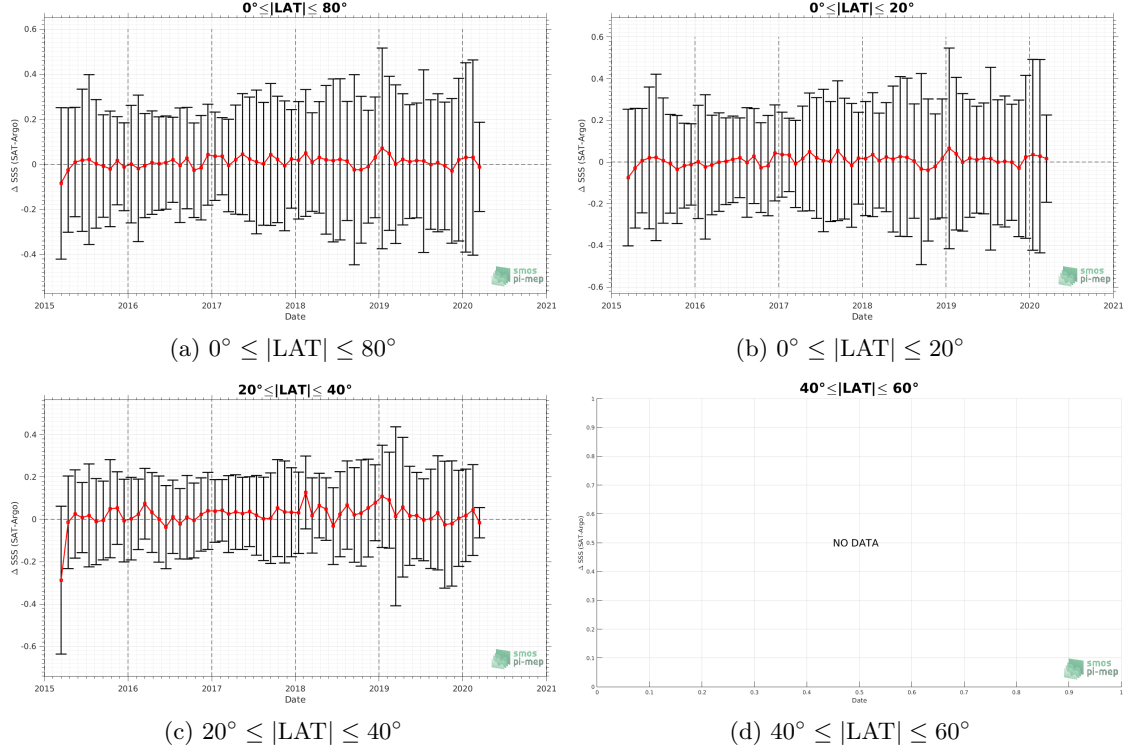 0°≤|LAT|≤ 80°
Δ SSS (SAT-Argo)
0.6
0.4
0.2
0
-0.2
-0.4
2015 2016 2017 2018 2019 2020 2021
Date
smos
pi-mep
(a) 0° ≤ |LAT| ≤ 80°
0°≤|LAT|≤ 20°
Δ SSS (SAT-Argo)
0.6
0.4
0.2
0
-0.2
-0.4
-0.6
2015 2016 2017 2018 2019 2020 2021
Date
smos
pi-mep
(b) 0° ≤ |LAT| ≤ 20°
20°≤|LAT|≤ 40°
Δ SSS (SAT-Argo)
0.4
0.2
0
-0.2
-0.4
-0.6
2015 2016 2017 2018 2019 2020 2021
Date
smos
pi-mep
(c) 20° ≤ |LAT| ≤ 40°
40°≤|LAT|≤ 60°
Δ SSS (SAT-Argo)
1
0.9
0.8
0.7
0.6
0.5
0.4
0.3
0.2
0.1
0
NO DATA
0 0.1 0.2 0.3 0.4 0.5 0.6 0.7 0.8 0.9 1
Date
smos
pi-mep
(d) 40° ≤ |LAT| ≤ 60°